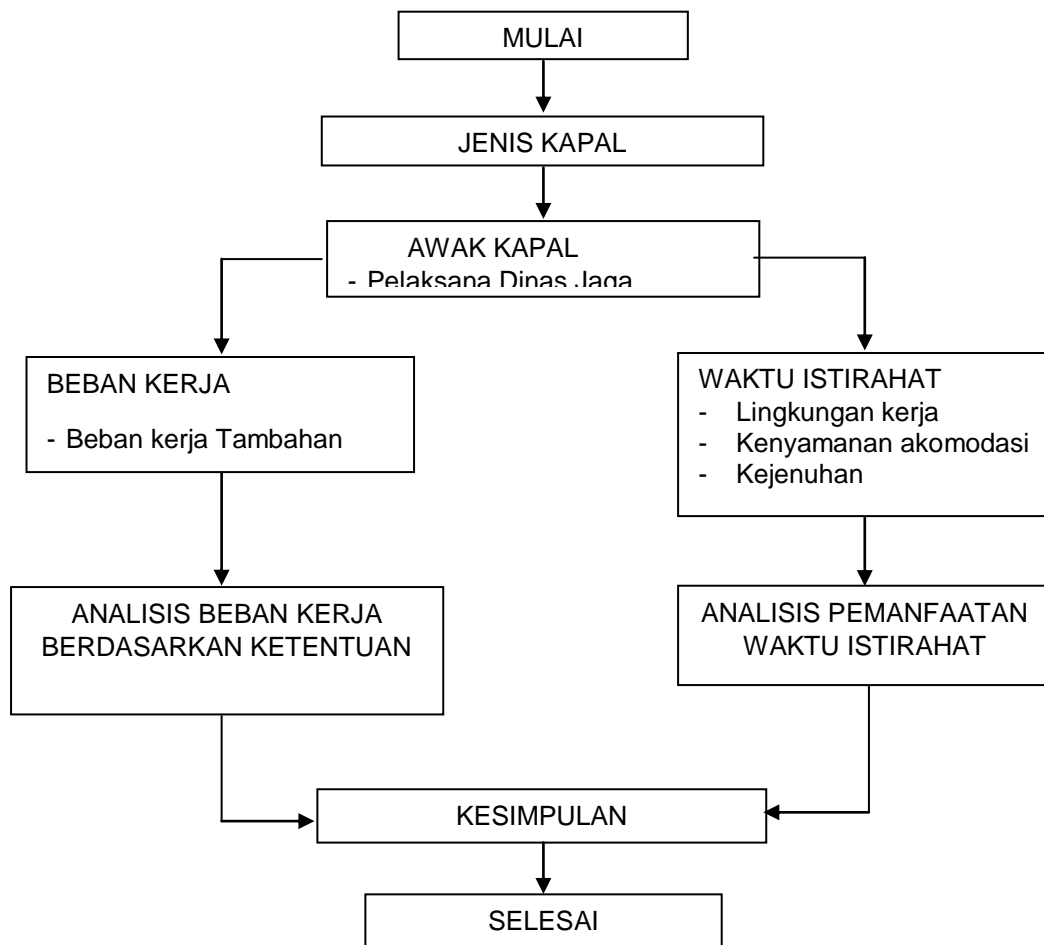 MULAI
JENIS KAPAL
AWAK KAPAL
- Pelaksana Dinas Jaga
BEBAN KERJA
- Beban kerja Tambahan
WAKTU ISTIRAHAT
- Lingkungan kerja
- Kenyamanan akomodasi
- Kejenuhan
ANALISIS BEBAN KERJA
BERDASARKAN KETENTUAN
ANALISIS PEMANFAATAN
WAKTU ISTIRAHAT
KESIMPULAN
SELESAI